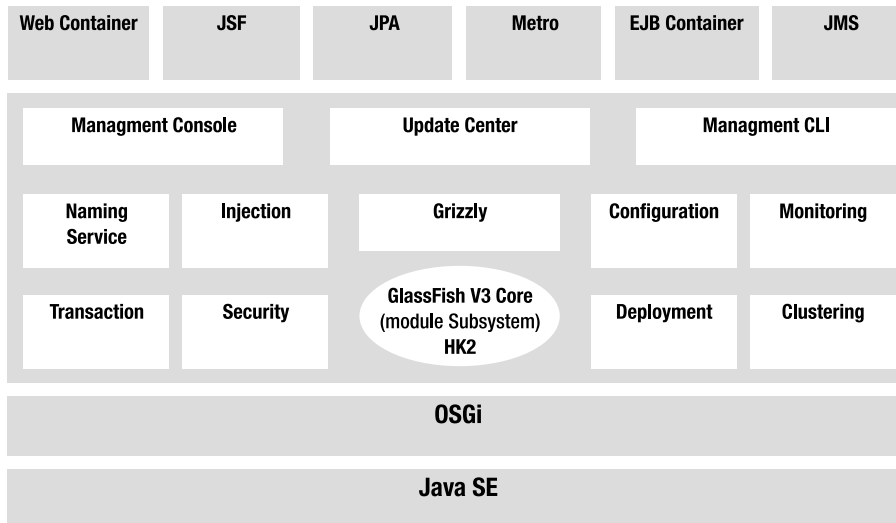 Web Container
JSF
JPA
Metro
EJB Container
JMS
Managment Console
Update Center
Managment CLI
Naming
Service
Injection
Grizzly
Configuration
Monitoring
Transaction
Security
GlassFish V3 Core
(module Subsystem)
HK2
Deployment
Clustering
OSGi
Java SE